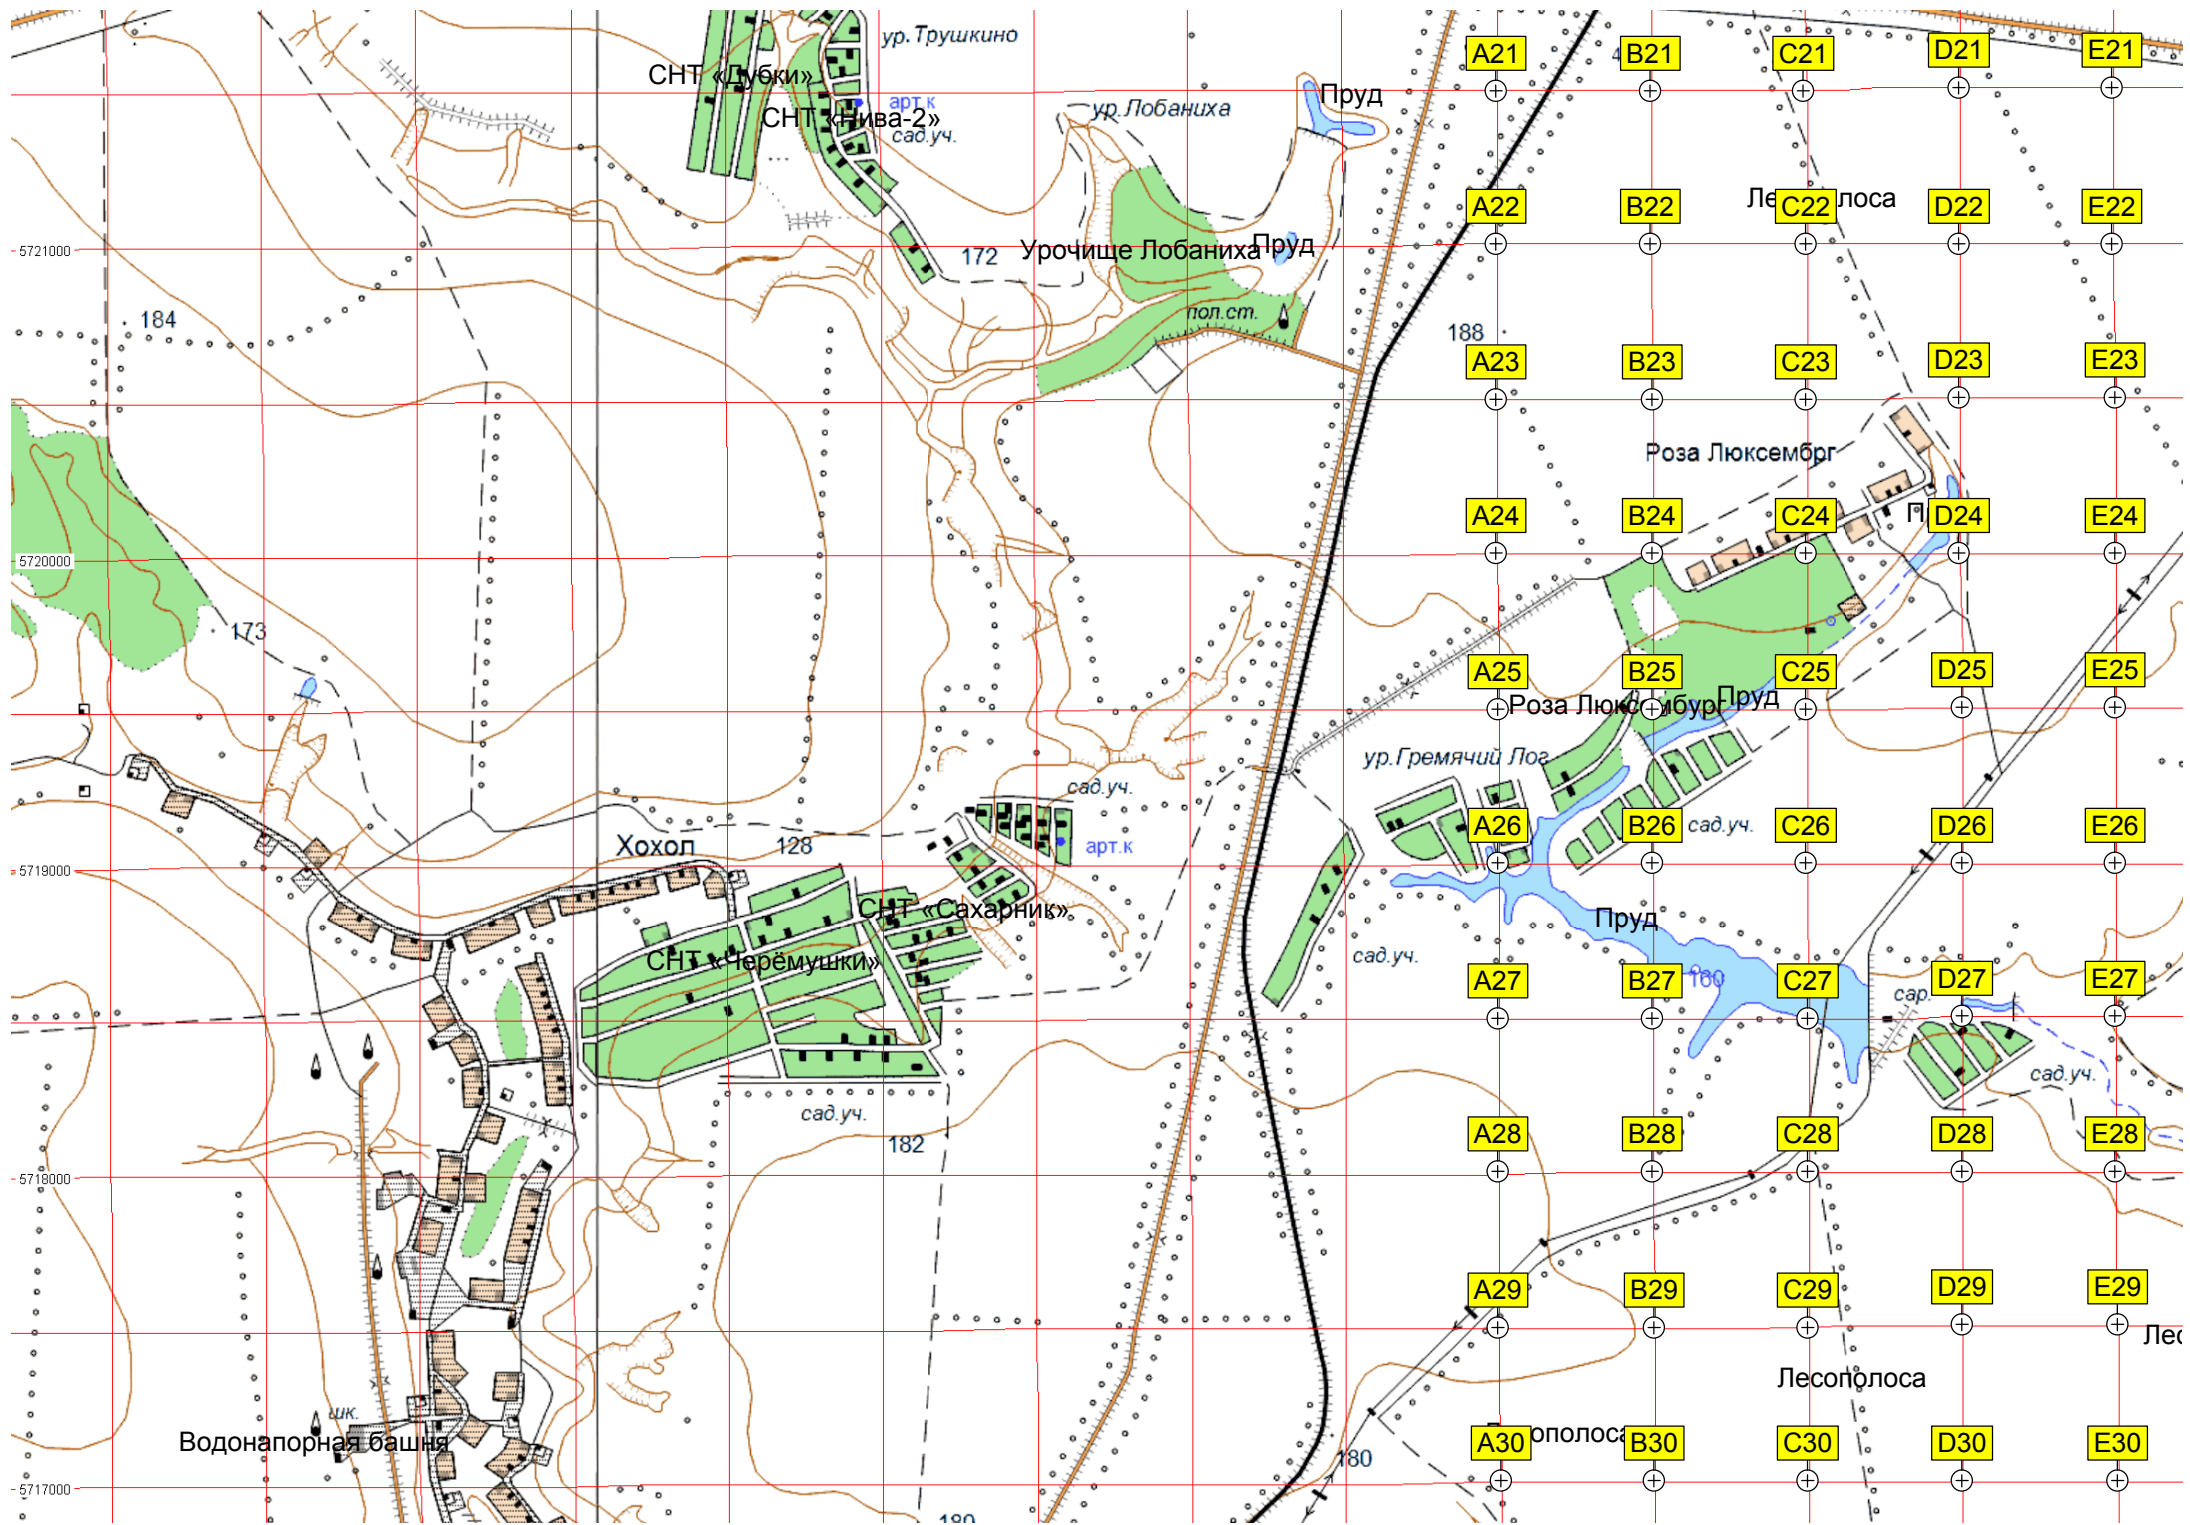 ур.Трушкино
A21
B21
C21
D21
E21
СНТ «Дубки»
Пруд
арт.к
СНТ «Нива-2»
ур.Лобаниха
сад.уч.
A22
B22
C22
D22
E22
5721000
172
Урочище Лобаниха
Пруд
пол.ст.
184
188
A23
B23
C23
D23
E23
Роза Люксембрг
A24
B24
C24
D24
E24
5720000
173
A25
B25
C25
D25
E25
Пруд
ур.Гремячий Лог
сад.уч.
A26
B26
C26
D26
E26
сад.уч.
Хохол
128
арт.к
5719000
СНТ «Сахарник»
Пруд
СНТ «Черёмушки»
сад.уч.
A27
B27
C27
D27
E27
160
сар.
сад.уч.
сад.уч.
182
A28
B28
C28
D28
E28
5718000
A29
B29
C29
D29
E29
Лесополоса
шк.
Водонапорная башня
180
A30
B30
C30
D30
E30
5717000
180